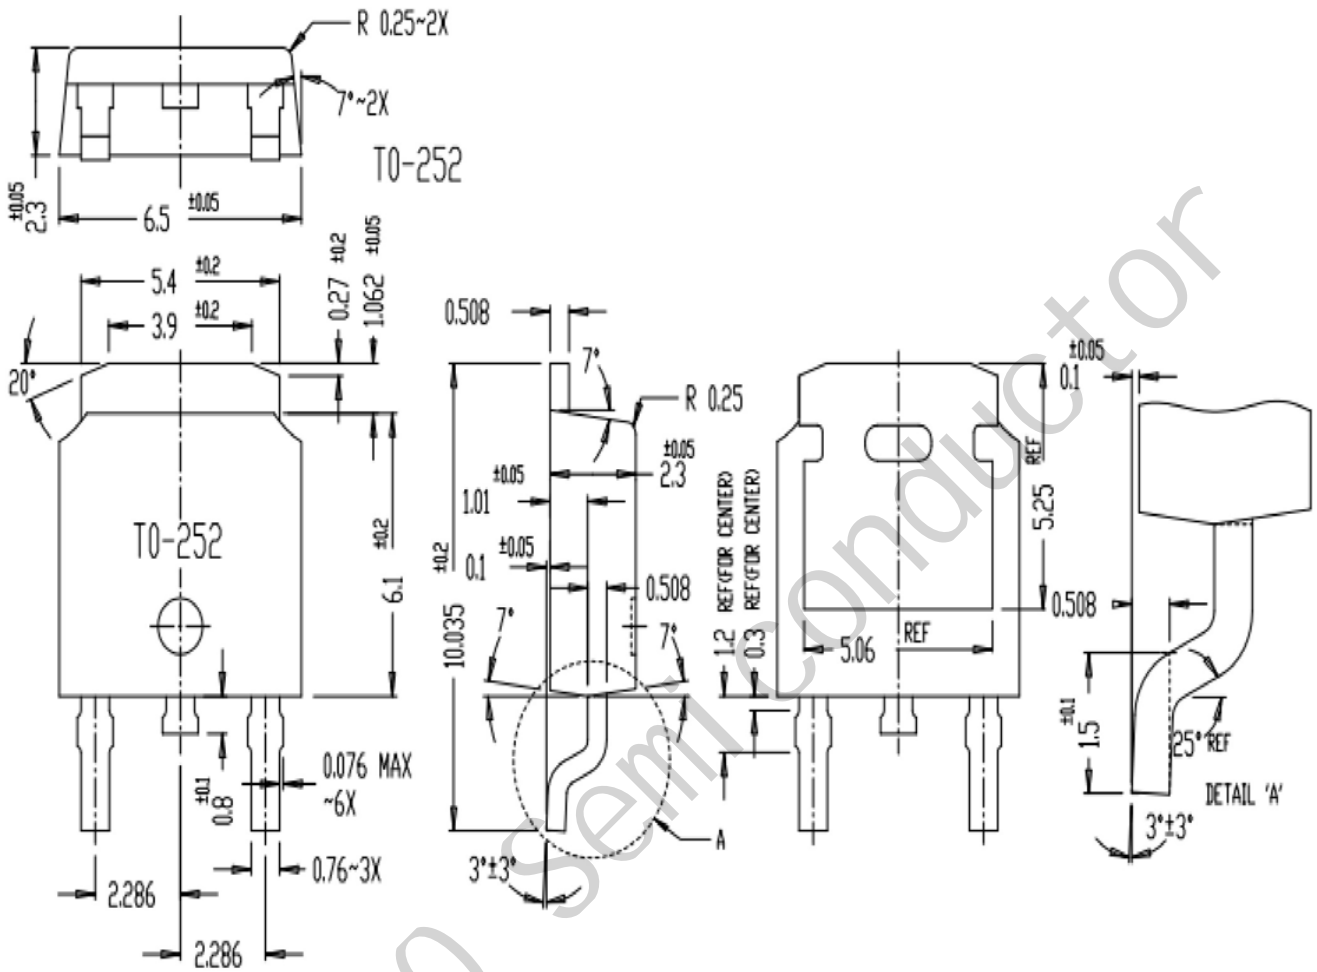 R 0.25~2X
7°~2X
TO-252
±0.05
2.3
6.5 ±0.05
5.4 ±0.2
3.9 ±0.2
0.27 ±0.2
1.062 ±0.05
20°
TO-252
6.1 ±0.2
0.8 ±0.1
0.076 MAX
~6X
0.76~3X
2.286
2.286
0.508
7°
R 0.25
±0.05
2.3
±0.05
1.01
±0.05
0.1
±0.2
10.035
0.508
7°
7°
A
3°±3°
1.2 REF(FOR CENTER)
0.3 REF(FOR CENTER)
5.25 REF
5.06 REF
±0.05
0.1
0.508
±0.1
1.5
25° REF
DETAIL 'A'
3°±3°
Semiconductor